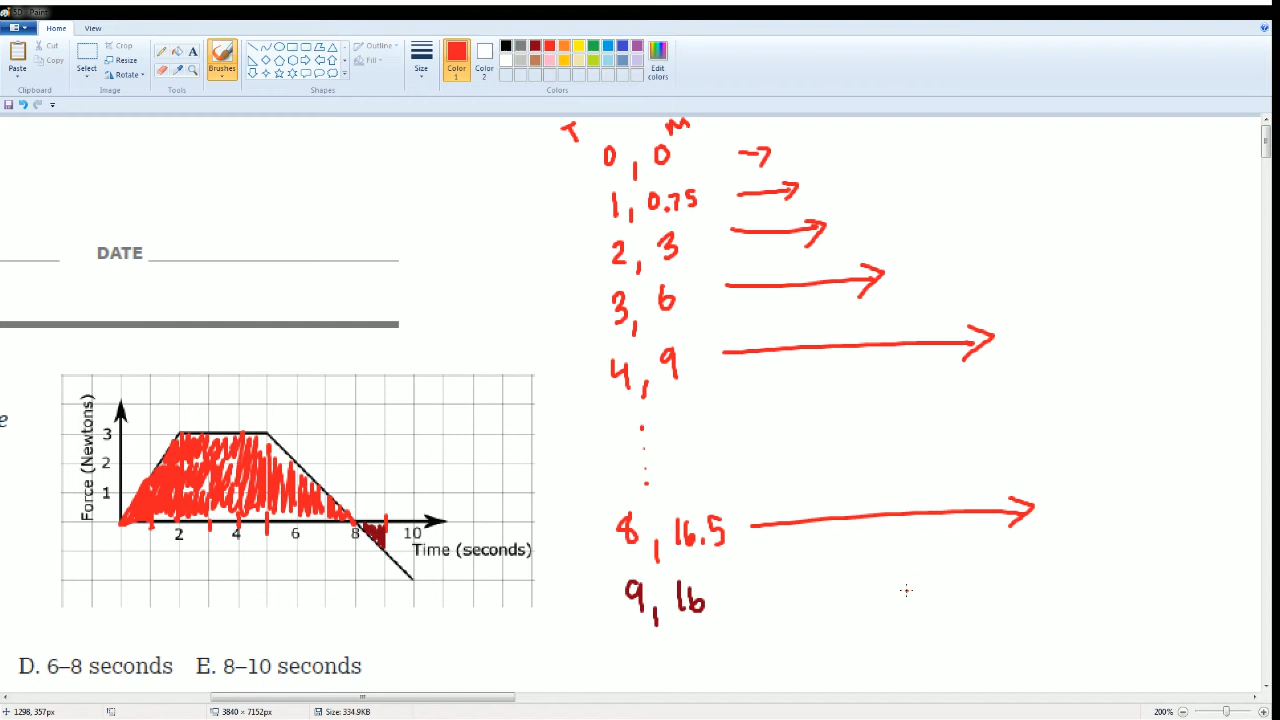 5D - Paint
Home View
Paste Cut Copy
Clipboard
Select Crop Resize Rotate
Image
A
Tools
Brushes
Outline Fill
Shapes
Size
Color 1
Color 2
Edit colors
Colors
T M
0, 0
1, 0.75
2, 3
3, 6
4, 9
8, 16.5
9, 16
DATE
e
Force (Newtons)
3
2
1
2 4 6 8 10
Time (seconds)
D. 6–8 seconds E. 8–10 seconds
1298, 357px
3840 × 7152px
Size: 334.9KB
200%